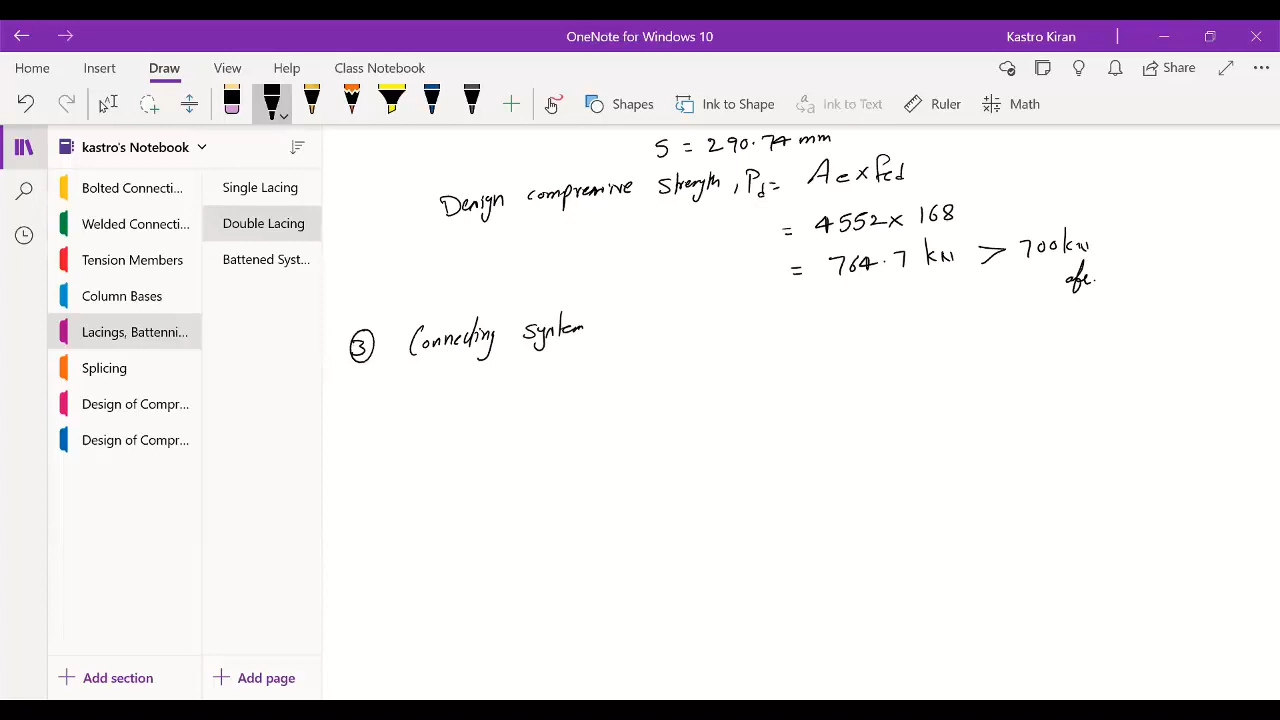 OneNote for Windows 10
Kastro Kiran
Home Insert Draw View Help Class Notebook
Share
Shapes Ink to Shape Ink to Text Ruler Math
kastro's Notebook
Bolted Connecti...
Welded Connecti...
Tension Members
Column Bases
Lacings, Battenni...
Splicing
Design of Compr...
Design of Compr...
Add section
Single Lacing
Double Lacing
Battened Syst...
Add page
S = 290.74 mm
Design compressive strength, Pd = Ae x fcd
= 4552 x 168
= 764.7 kN > 700 kN
③ Connecting system